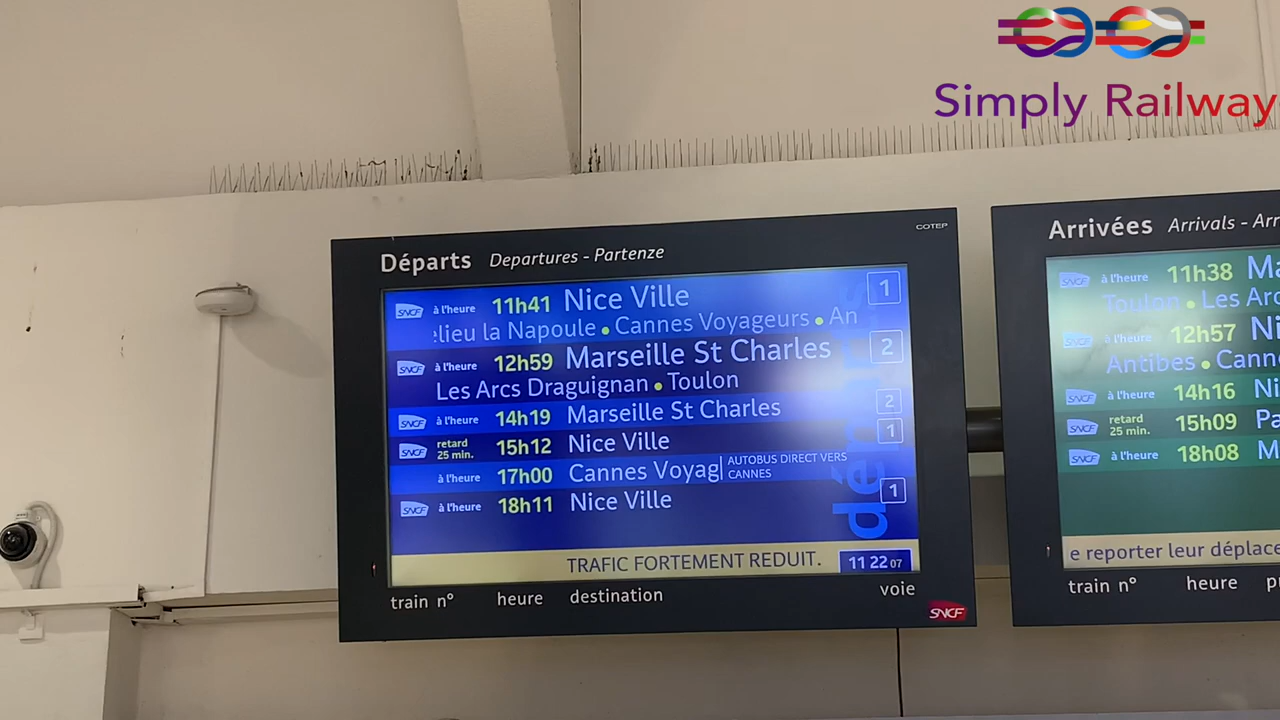 Simply Railway
Départs Departures - Partenze
COTEP
SNCF à l'heure 11h41 Nice Ville 1
lieu la Napoule • Cannes Voyageurs • An
SNCF à l'heure 12h59 Marseille St Charles 2
Les Arcs Draguignan • Toulon
SNCF à l'heure 14h19 Marseille St Charles 2
SNCF retard 25 min. 15h12 Nice Ville 1
à l'heure 17h00 Cannes Voyag AUTOBUS DIRECT VERS CANNES
SNCF à l'heure 18h11 Nice Ville 1
départs
TRAFIC FORTEMENT REDUIT. 11 22 07
train n° heure destination voie
SNCF
Arrivées Arrivals - Arr
SNCF à l'heure 11h38 Ma
Toulon • Les Arc
SNCF à l'heure 12h57 Ni
Antibes • Cann
SNCF à l'heure 14h16 Ni
SNCF retard 25 min. 15h09 Pa
SNCF à l'heure 18h08 M
e reporter leur déplace
train n° heure p